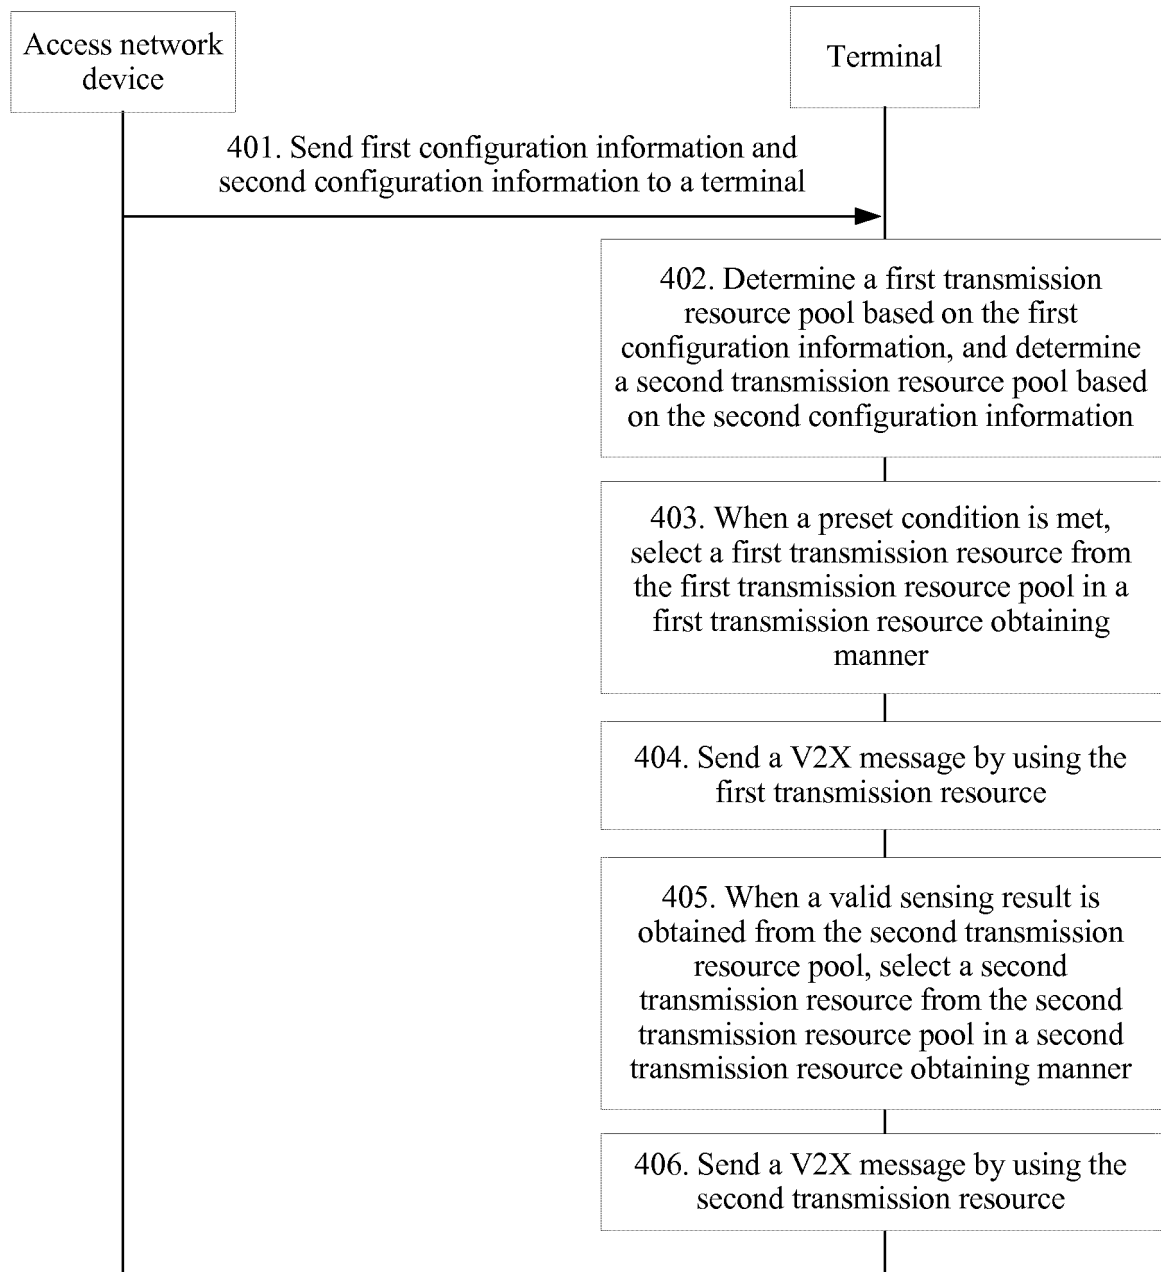 Access network
device
Terminal
401. Send first configuration information and
second configuration information to a terminal
402. Determine a first transmission
resource pool based on the first
configuration information, and determine
a second transmission resource pool based
on the second configuration information
403. When a preset condition is met,
select a first transmission resource from
the first transmission resource pool in a
first transmission resource obtaining
manner
404. Send a V2X message by using the
first transmission resource
405. When a valid sensing result is
obtained from the second transmission
resource pool, select a second
transmission resource from the second
transmission resource pool in a second
transmission resource obtaining manner
406. Send a V2X message by using the
second transmission resource